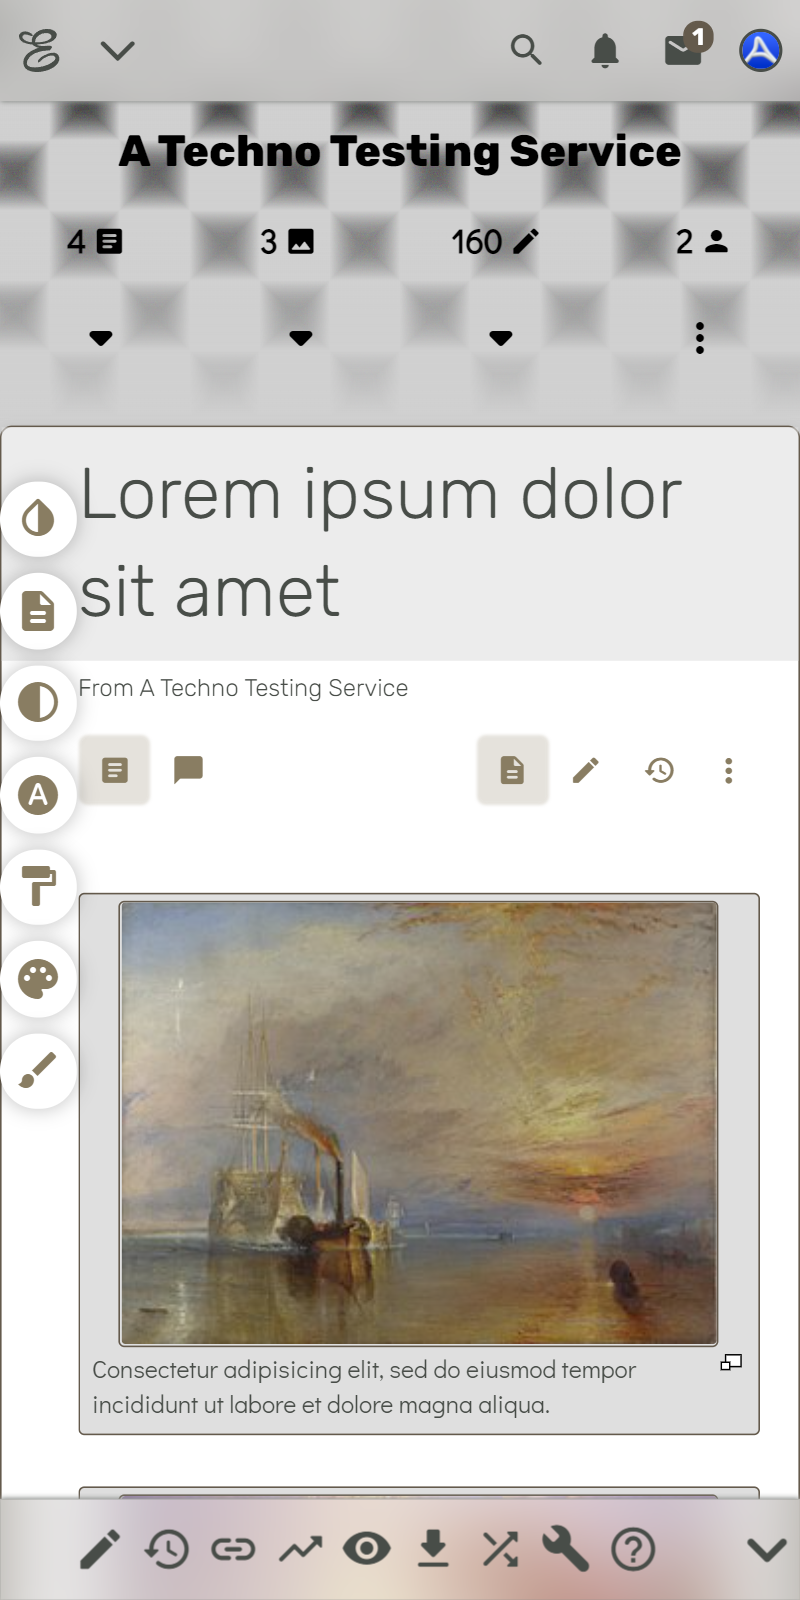 1
A Techno Testing Service
4 3 160 2
Lorem ipsum dolor
sit amet
From A Techno Testing Service
A
Consectetur adipisicing elit, sed do eiusmod tempor
incididunt ut labore et dolore magna aliqua.